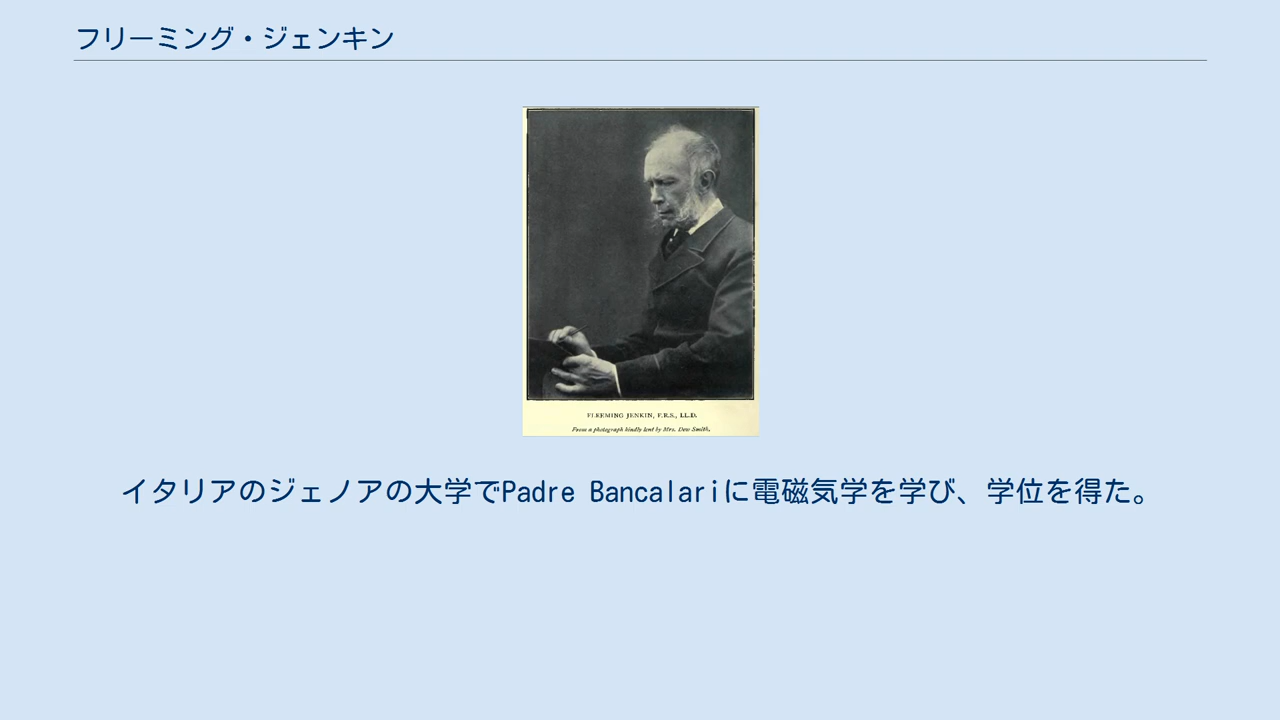 フリーミング・ジェンキン
FLEEMING JENKIN, F.R.S., LL.D.
From a photograph kindly lent by Mrs. Dew Smith.
イタリアのジェノアの大学でPadre Bancalariに電磁気学を学び、学位を得た。